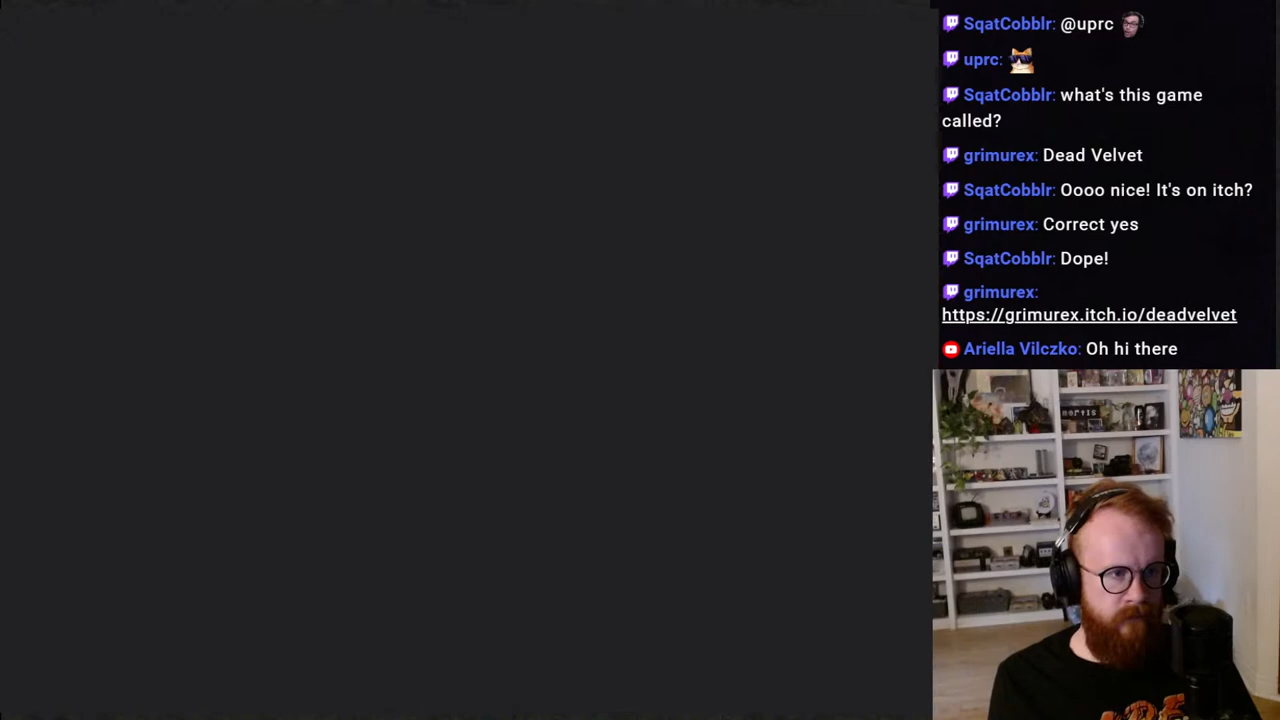 SqatCobblr: @uprc
uprc:
SqatCobblr: what's this game
called?
grimurex: Dead Velvet
SqatCobblr: Oooo nice! It's on itch?
grimurex: Correct yes
SqatCobblr: Dope!
grimurex:
https://grimurex.itch.io/deadvelvet
Ariella Vilczko: Oh hi there